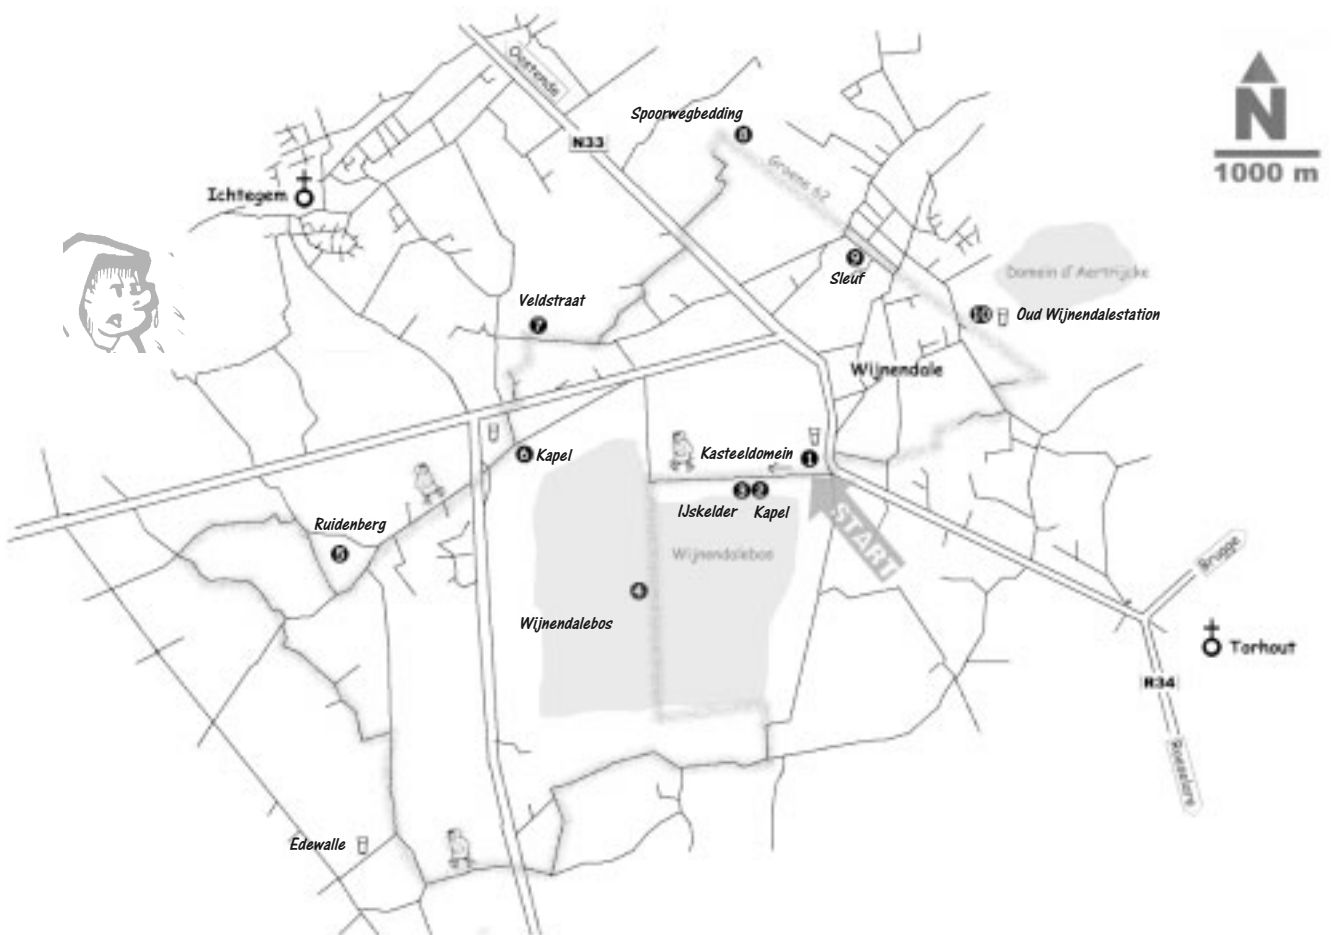 Oostende
N33
Spoorwegbedding
8
Groene 62
N
1000 m
Ichtegem
9
Sleuf
Domein d'Aertrijcke
Veldstraat
7
10
Oud Wijnendalestation
Wijnendale
6
Kapel
Kasteeldomein
1
3
2
IJskelder
Kapel
START
Ruidenberg
5
Wijnendalebos
4
Wijnendalebos
Brugge
Torhout
R34
Roeselare
Edewalle